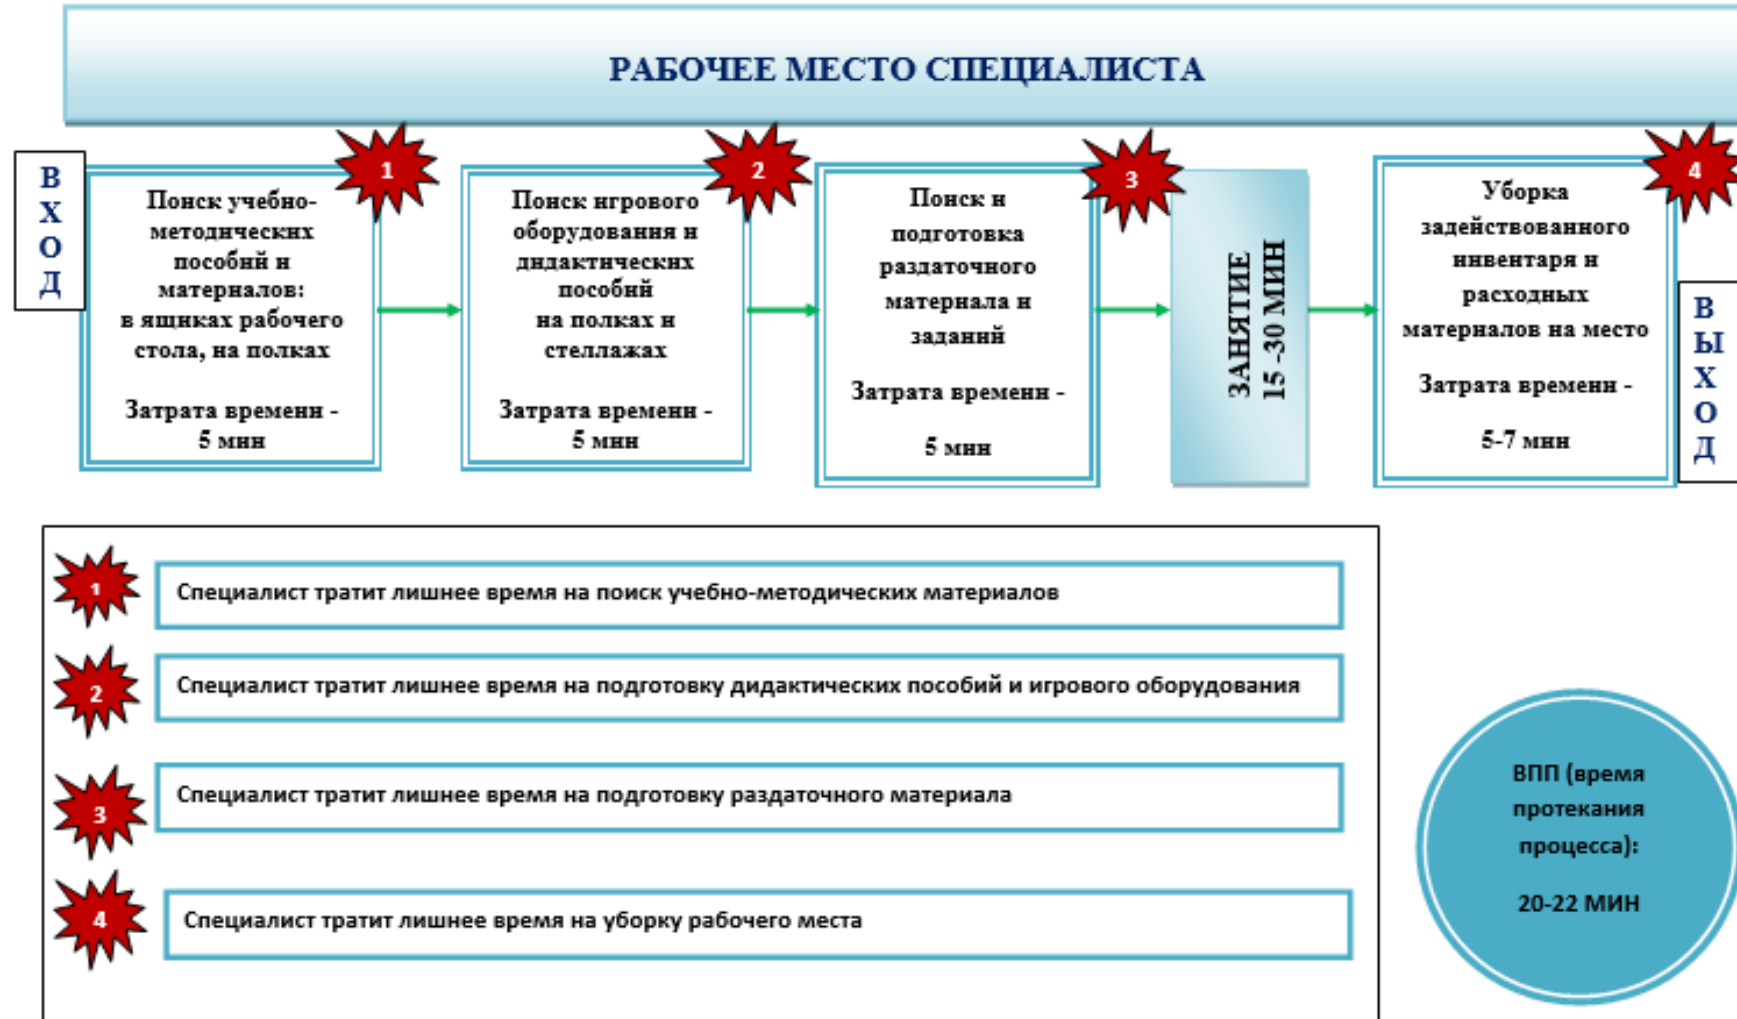 РАБОЧЕЕ МЕСТО СПЕЦИАЛИСТА
ВХОД
1
Поиск учебно-
методических
пособий и
материалов:
в ящиках рабочего
стола, на полках
Затрата времени -
5 мин
2
Поиск игрового
оборудования и
дидактических
пособий
на полках и
стеллажах
Затрата времени -
5 мин
3
Поиск и
подготовка
раздаточного
материала и
заданий
Затрата времени -
5 мин
ЗАНЯТИЕ
15 -30 МИН
4
Уборка
задействованного
инвентаря и
расходных
материалов на место
Затрата времени -
5-7 мин
ВЫХОД
1
Специалист тратит лишнее время на поиск учебно-методических материалов
2
Специалист тратит лишнее время на подготовку дидактических пособий и игрового оборудования
3
Специалист тратит лишнее время на подготовку раздаточного материала
4
Специалист тратит лишнее время на уборку рабочего места
ВПП (время
протекания
процесса):
20-22 МИН